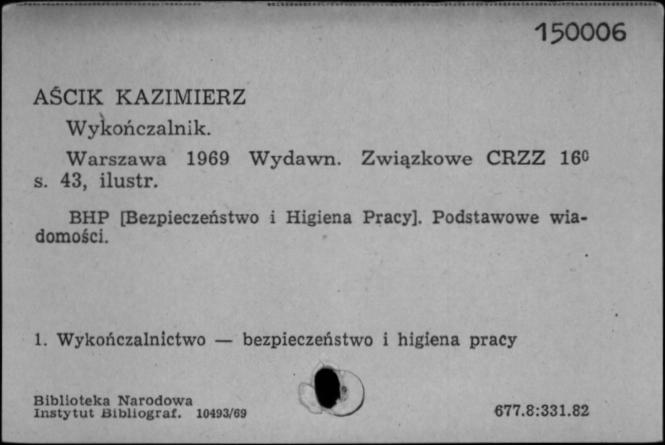 150006
AŚCIK KAZIMIERZ
Wykończalnik.
Warszawa 1969 Wydawn. Związkowe CRZZ 16⁰
s. 43, ilustr.
BHP [Bezpieczeństwo i Higiena Pracy]. Podstawowe wia-
domości.
1. Wykończalnictwo — bezpieczeństwo i higiena pracy
Biblioteka Narodowa
Instytut Bibliograf. 10493/69
677.8:331.82